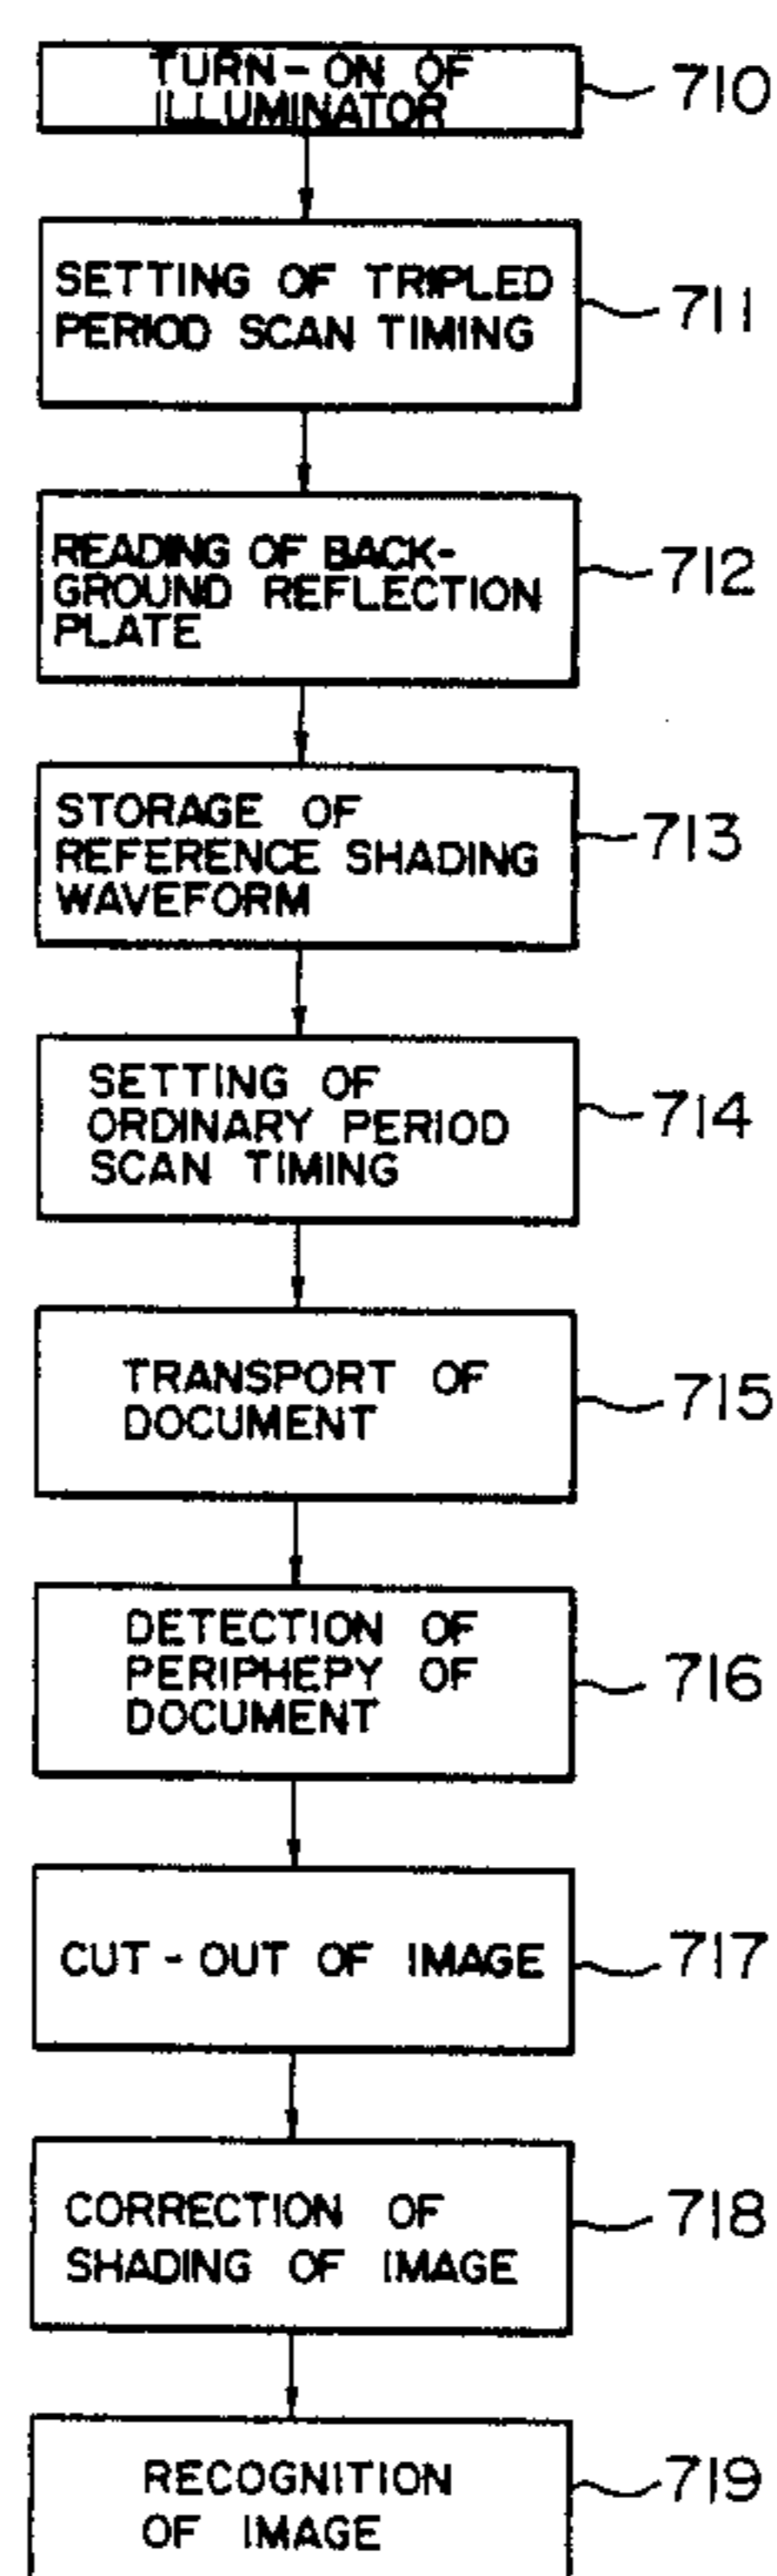 TURN-ON OF
ILLUMINATOR
710
SETTING OF TRIPLED
PERIOD SCAN TIMING
711
READING OF BACK-
GROUND REFLECTION
PLATE
712
STORAGE OF
REFERENCE SHADING
WAVEFORM
713
SETTING OF
ORDINARY PERIOD
SCAN TIMING
714
TRANSPORT OF
DOCUMENT
715
DETECTION OF
PERIPHEPY OF
DOCUMENT
716
CUT-OUT OF IMAGE
717
CORRECTION OF
SHADING OF IMAGE
718
RECOGNITION
OF IMAGE
719